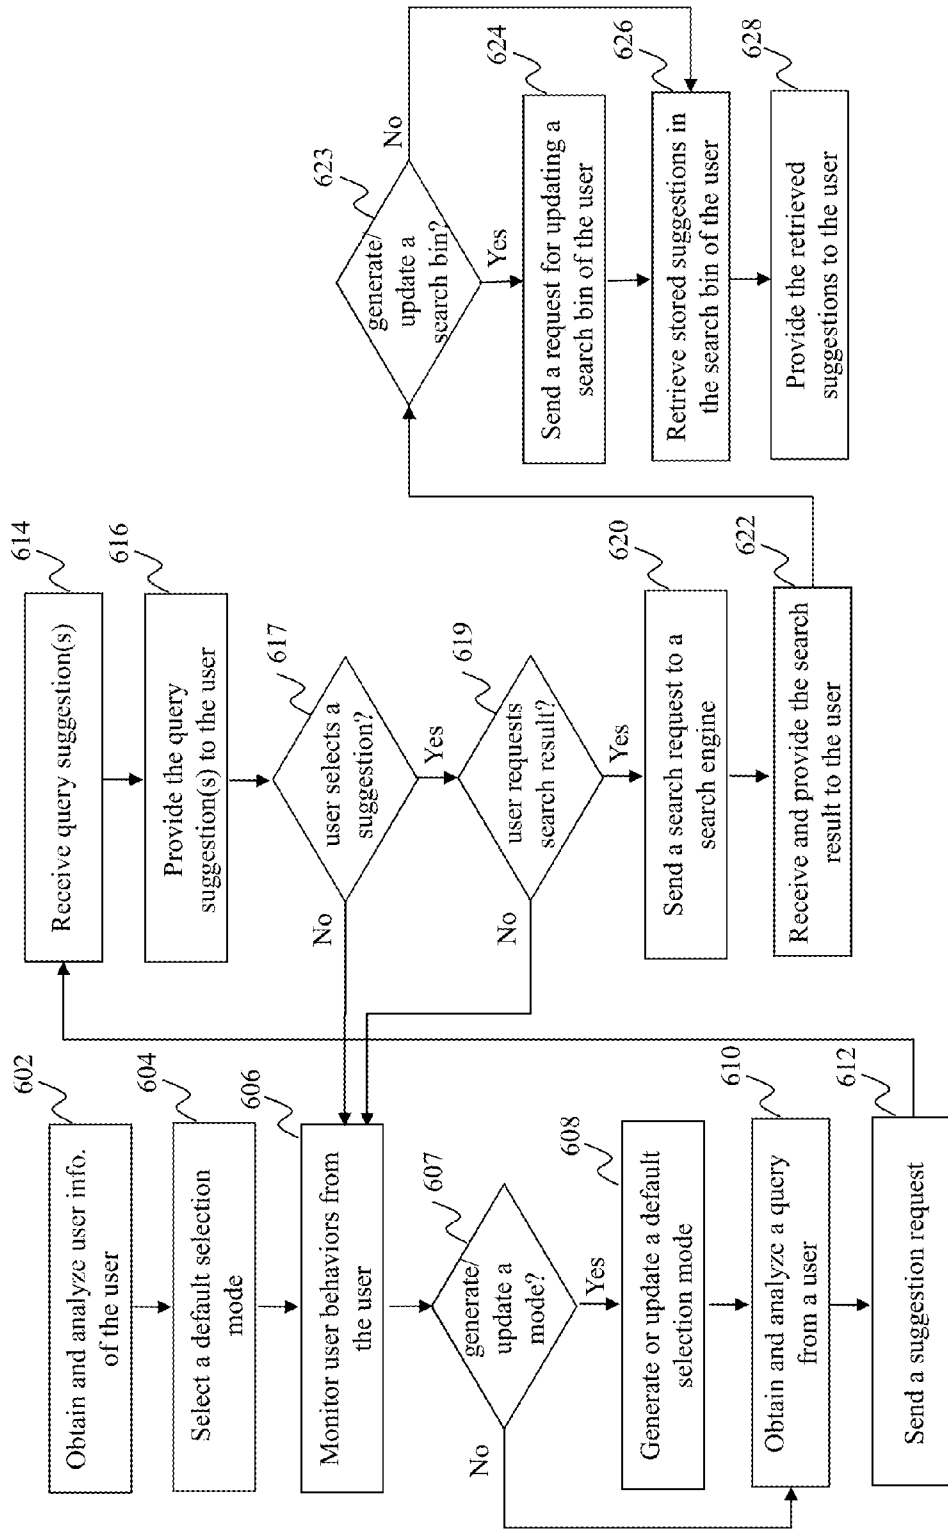 602
Obtain and analyze user info.
of the user
604
Select a default selection
mode
606
Monitor user behaviors from
the user
607
generate/
update a
mode?
No
Yes
608
Generate or update a default
selection mode
610
Obtain and analyze a query
from a user
612
Send a suggestion request
614
Receive query suggestion(s)
616
Provide the query
suggestion(s) to the user
617
user selects a
suggestion?
No
Yes
619
user requests
search result?
No
Yes
620
Send a search request to a
search engine
622
Receive and provide the search
result to the user
623
generate/
update a
search bin?
No
Yes
624
Send a request for updating a
search bin of the user
626
Retrieve stored suggestions in
the search bin of the user
628
Provide the retrieved
suggestions to the user